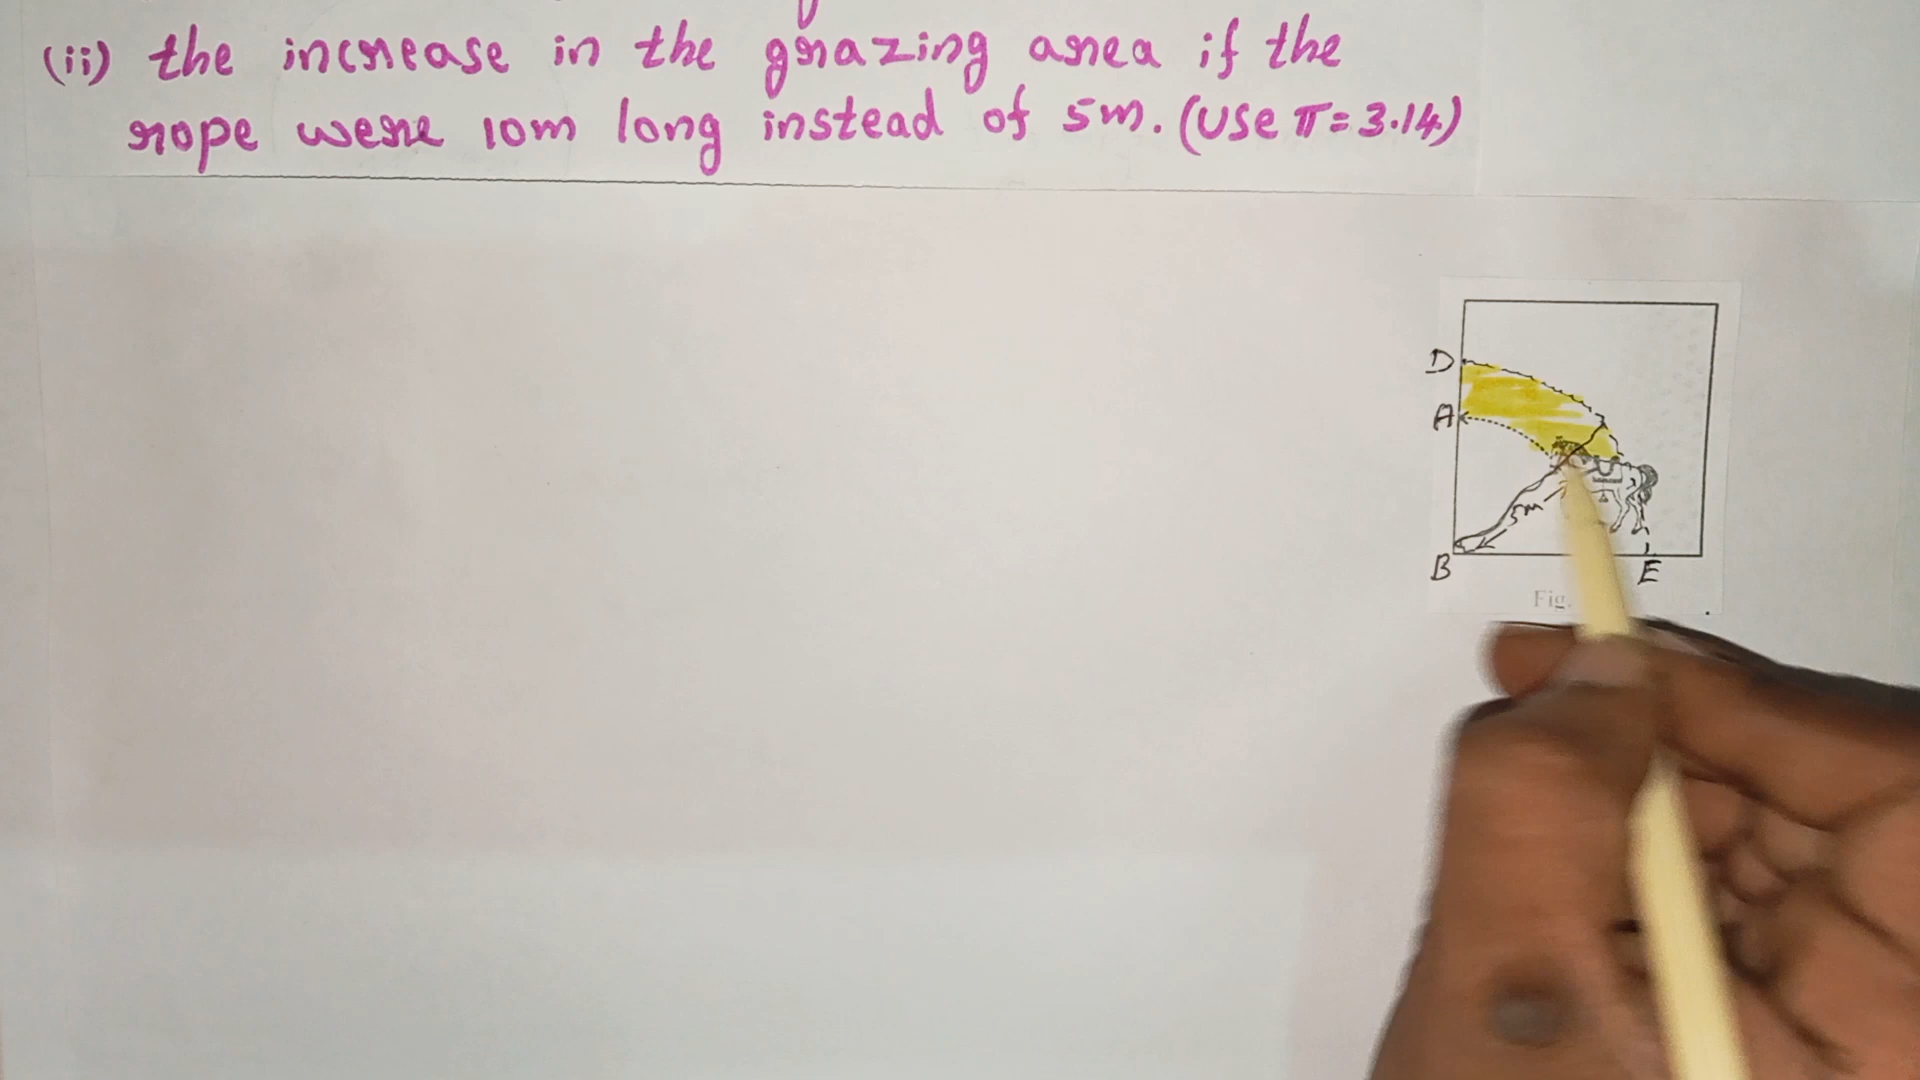 (ii) the increase in the grazing area if the
rope were 10m long instead of 5m. (Use π = 3.14)
D
A
5m
B
E
Fig.